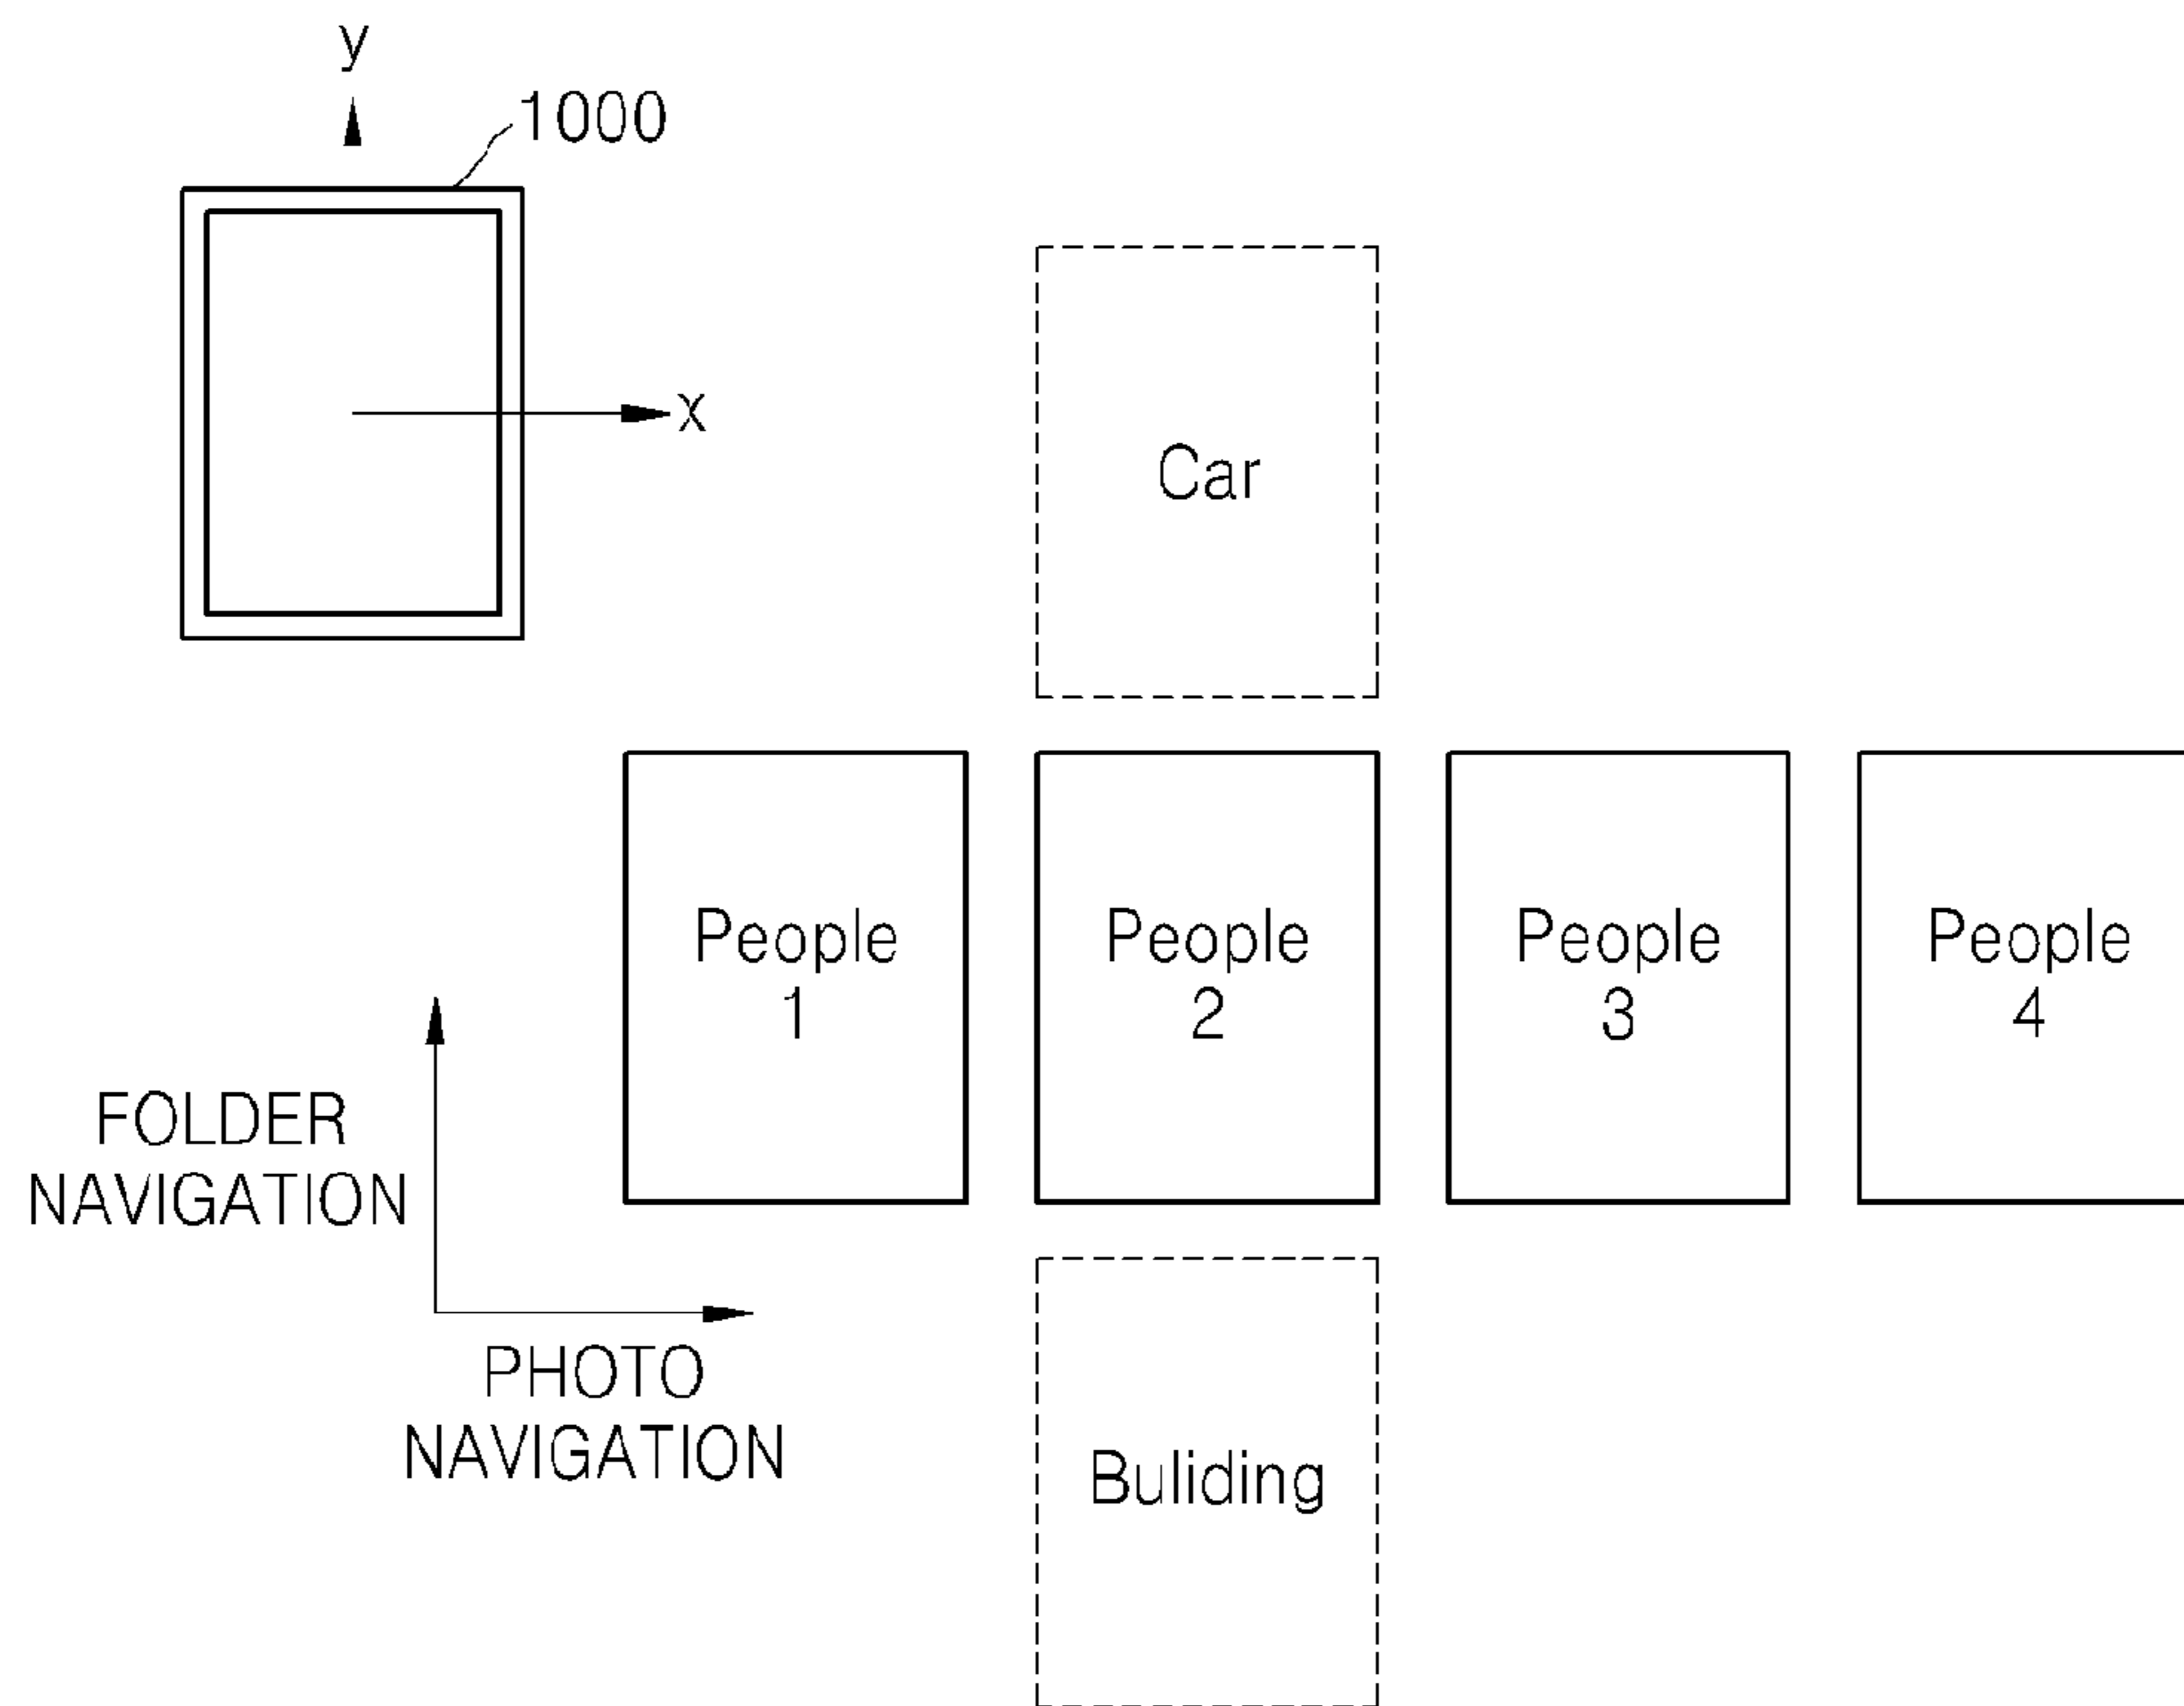 y
1000
x
Car
People
1
People
2
People
3
People
4
FOLDER
NAVIGATION
PHOTO
NAVIGATION
Buliding